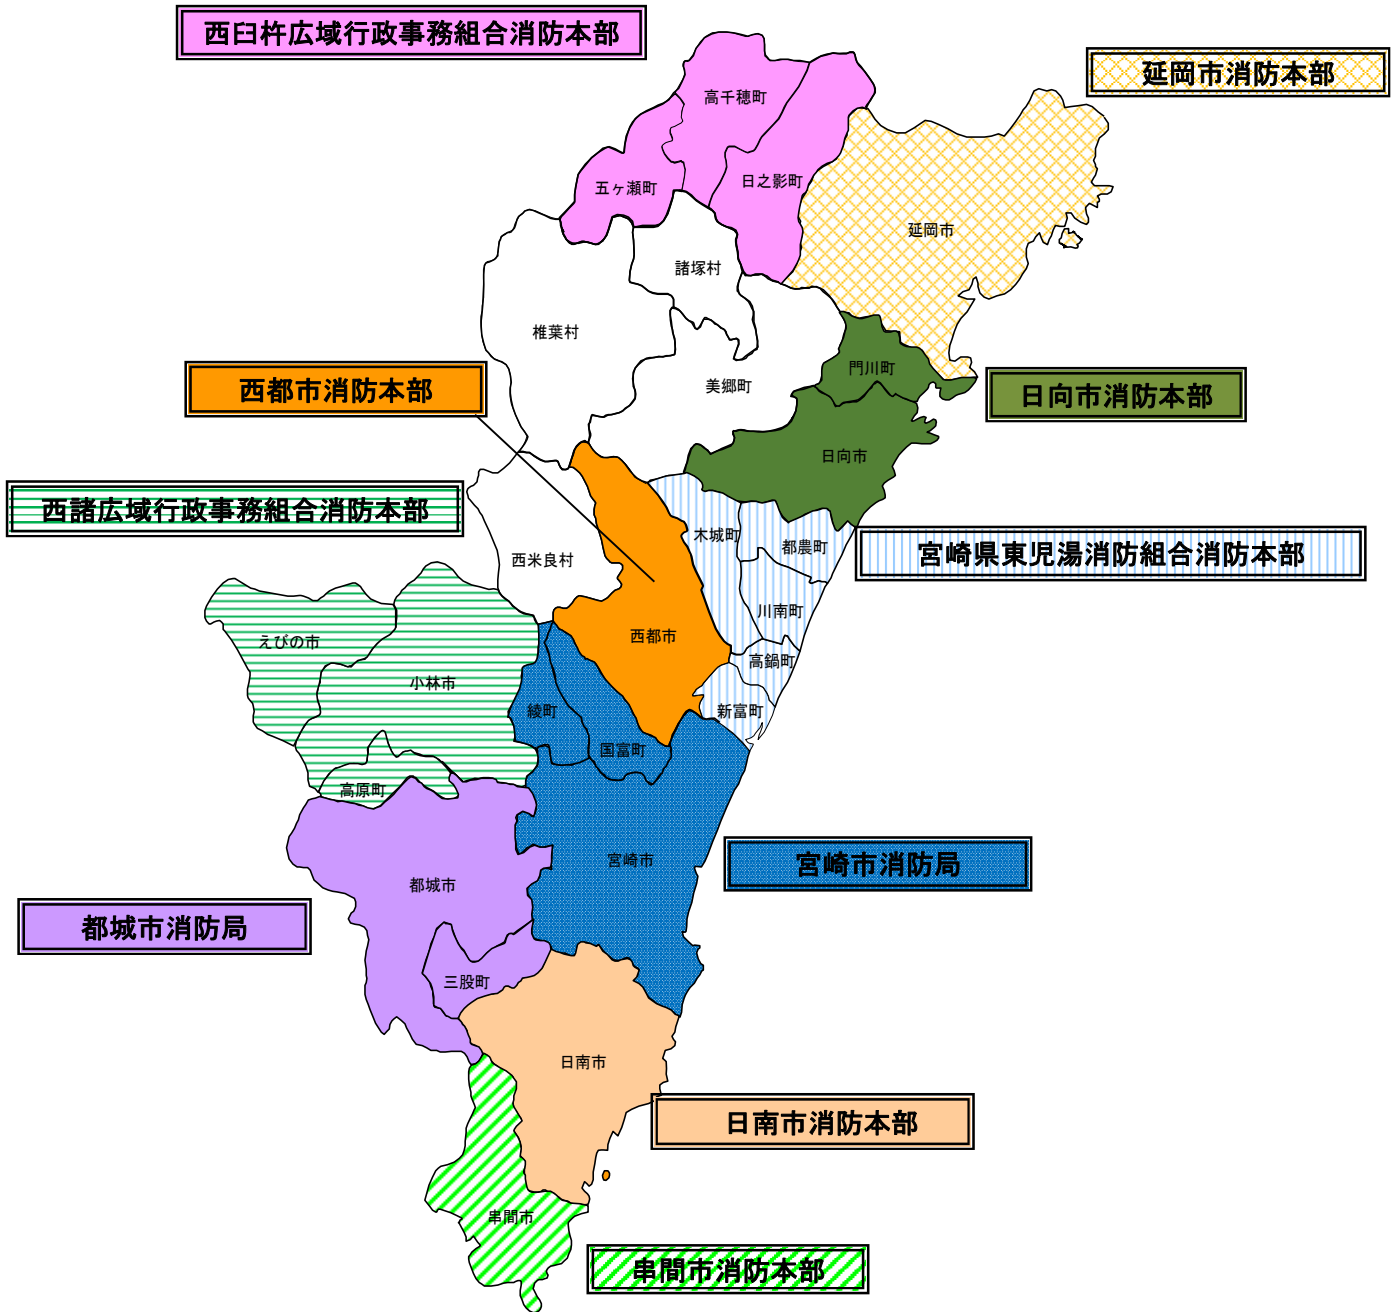 西臼杵広域行政事務組合消防本部
延岡市消防本部
高千穂町
五ヶ瀬町
日之影町
延岡市
諸塚村
椎葉村
門川町
美郷町
西都市消防本部
日向市消防本部
日向市
西諸広域行政事務組合消防本部
木城町
都農町
宮崎県東児湯消防組合消防本部
西米良村
川南町
えびの市
西都市
高鍋町
小林市
綾町
新富町
国富町
高原町
宮崎市
宮崎市消防局
都城市
都城市消防局
三股町
日南市
日南市消防本部
串間市
串間市消防本部